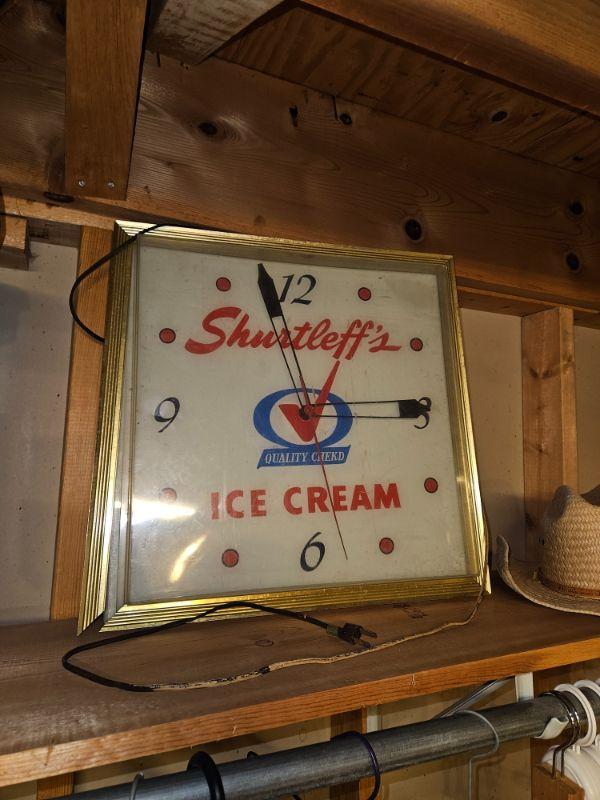 12
Shurtleff's
9
3
QUALITY CHEKD
ICE CREAM
6